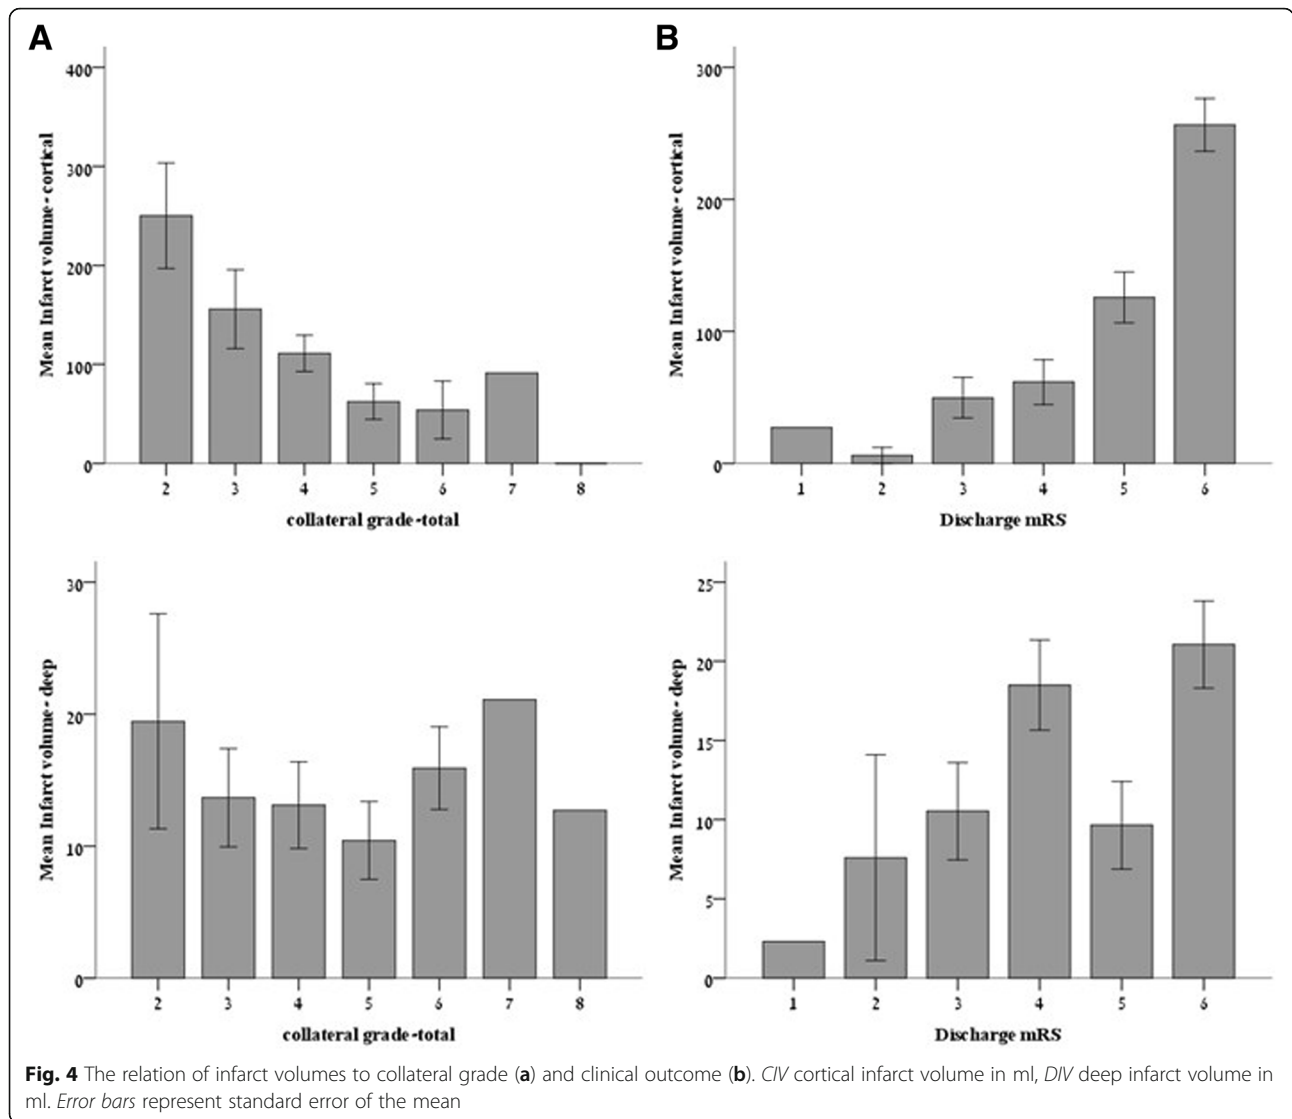 A
B
400
300
200
100
0
Mean Infarct volume- cortical
2 3 4 5 6 7 8
collateral grade-total
300
200
100
0
Mean Infarct volume- cortical
1 2 3 4 5 6
Discharge mRS
30
20
10
0
Mean Infarct volume- deep
2 3 4 5 6 7 8
collateral grade-total
25
20
15
10
5
0
Mean Infarct volume- deep
1 2 3 4 5 6
Discharge mRS
Fig. 4 The relation of infarct volumes to collateral grade (a) and clinical outcome (b). CIV cortical infarct volume in ml, DIV deep infarct volume in
ml. Error bars represent standard error of the mean